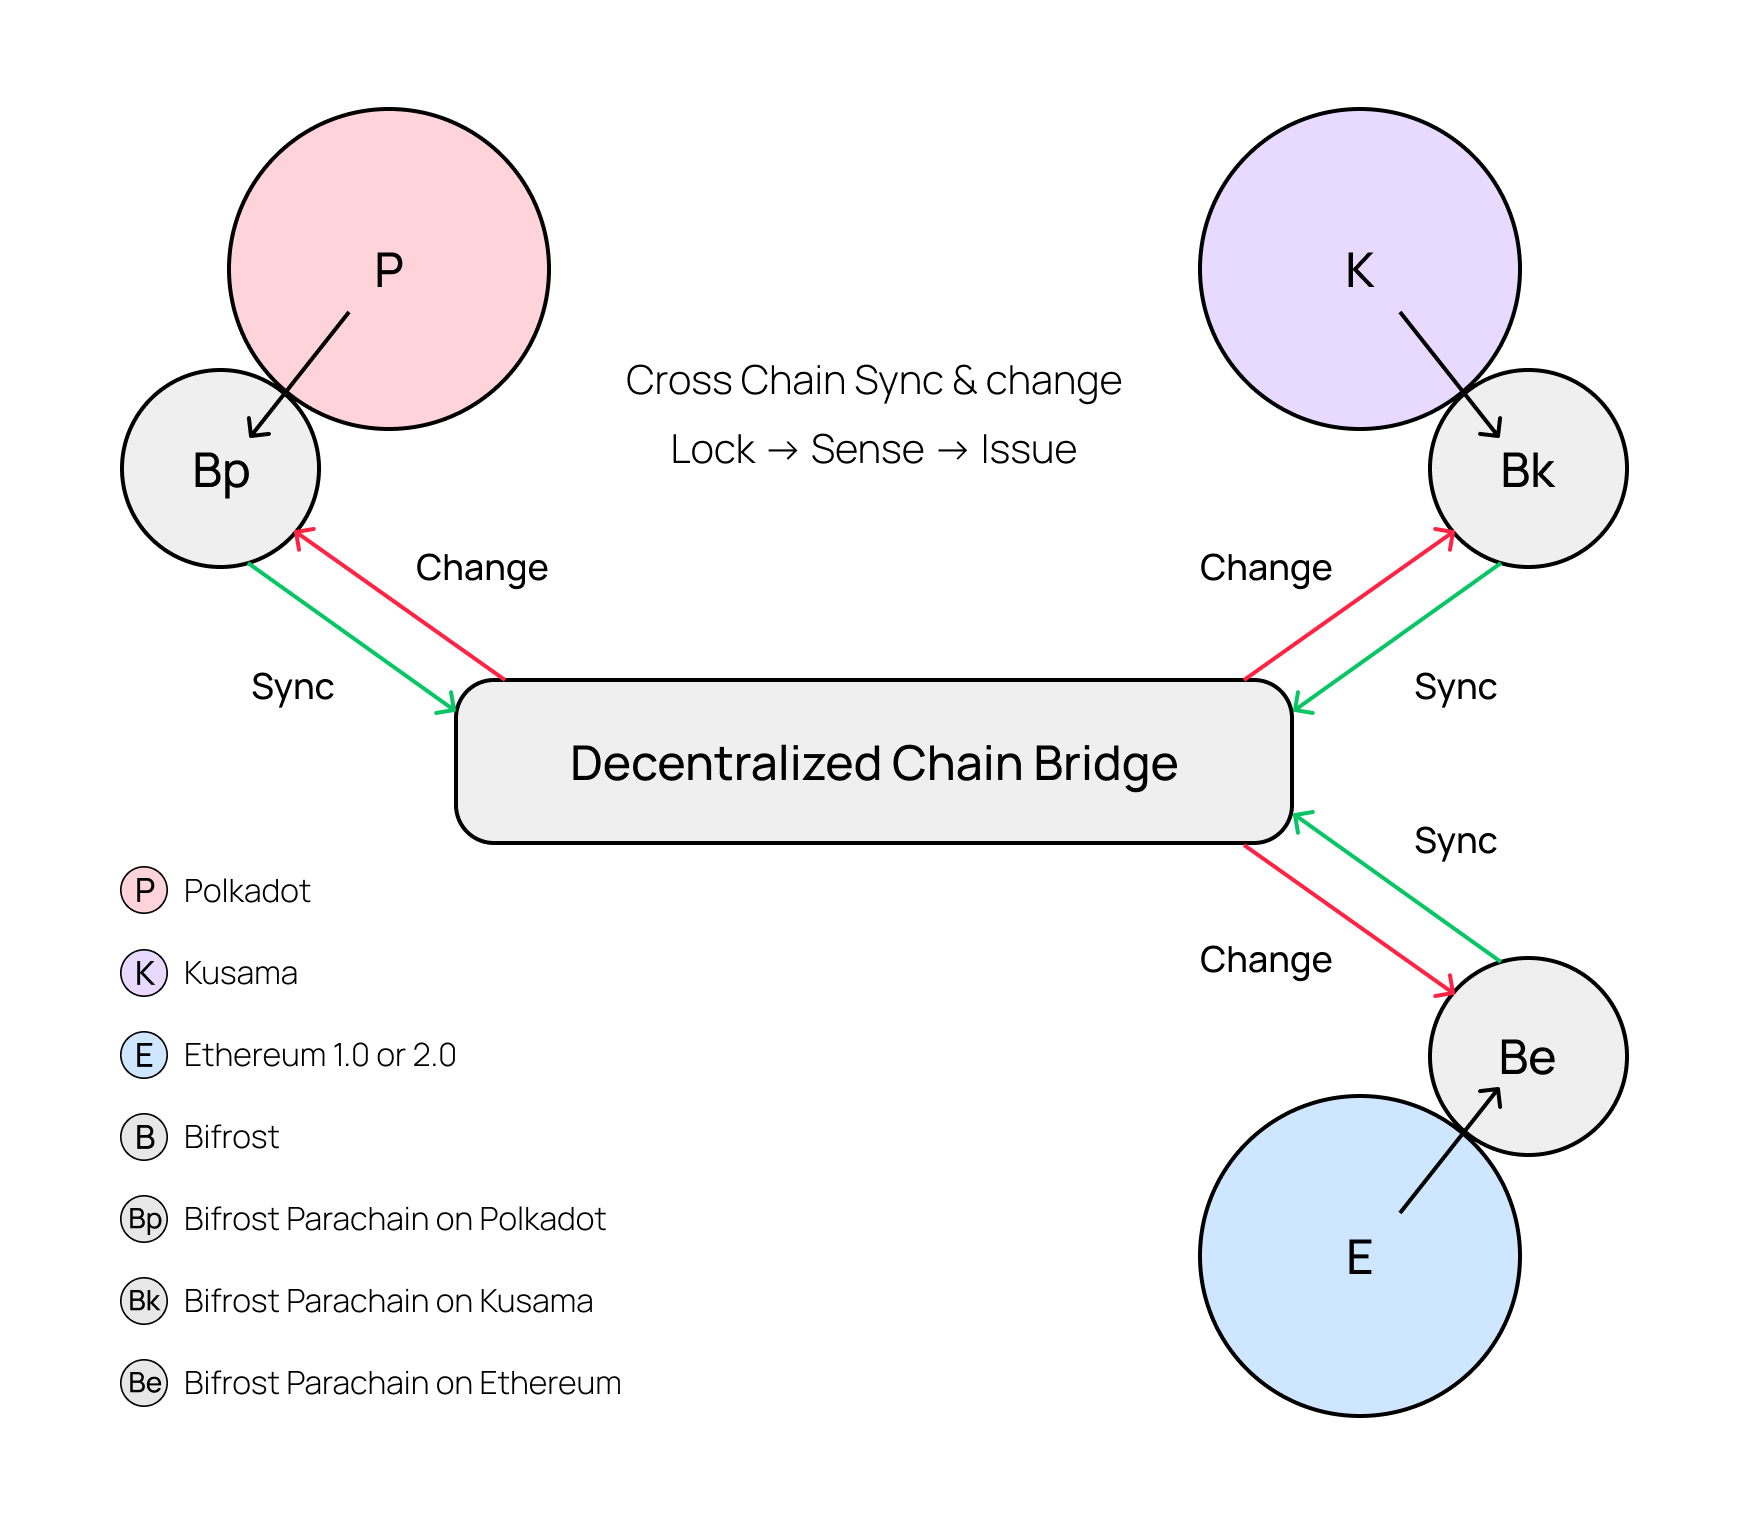 P
K
Cross Chain Sync & change
Lock → Sense → Issue
Bp
Bk
Change
Change
Sync
Sync
Decentralized Chain Bridge
Sync
Change
Be
E
P Polkadot
K Kusama
E Ethereum 1.0 or 2.0
B Bifrost
Bp Bifrost Parachain on Polkadot
Bk Bifrost Parachain on Kusama
Be Bifrost Parachain on Ethereum